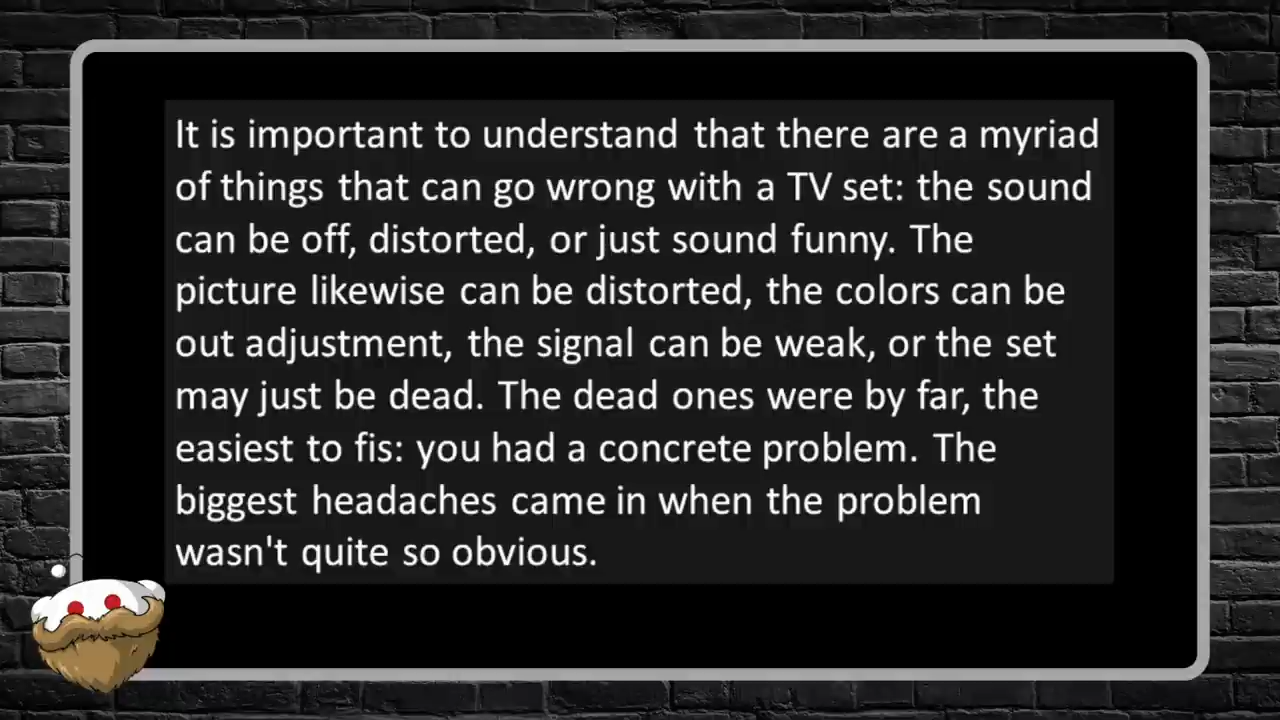 It is important to understand that there are a myriad
of things that can go wrong with a TV set: the sound
can be off, distorted, or just sound funny. The
picture likewise can be distorted, the colors can be
out adjustment, the signal can be weak, or the set
may just be dead. The dead ones were by far, the
easiest to fis: you had a concrete problem. The
biggest headaches came in when the problem
wasn't quite so obvious.